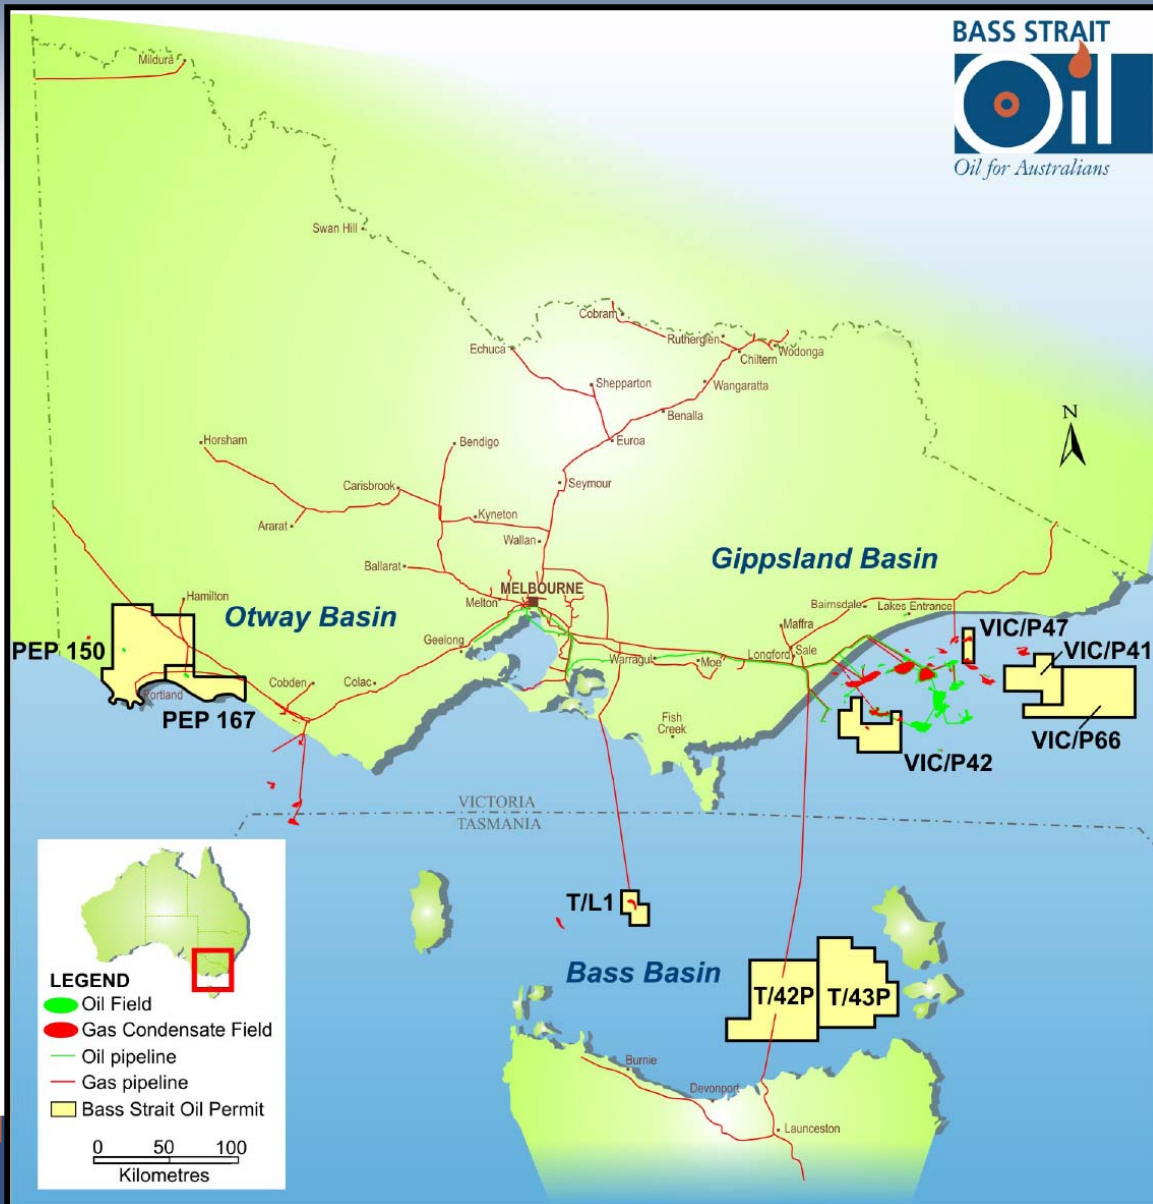 BASS STRAIT
Oil
Oil for Australians
Mildura
Swan Hill
Cobram
Rutherglen
Echuca
Chiltern
Wodonga
Shepparton
Wangaratta
Benalla
N
Horsham
Bendigo
Euroa
Carisbrook
Seymour
Kyneton
Ararat
Wallan
Ballarat
Gippsland Basin
MELBOURNE
Hamilton
Melton
Otway Basin
Bairnsdale
Lakes Entrance
Maffra
VIC/P47
PEP 150
Geelong
Warragul
Moe
Longford
Sale
VIC/P41
Cobden
Colac
Portland
PEP 167
Fish
Creek
VIC/P66
VIC/P42
VICTORIA
TASMANIA
T/L1
Bass Basin
T/42P
T/43P
LEGEND
Oil Field
Gas Condensate Field
Oil pipeline
Gas pipeline
Bass Strait Oil Permit
0 50 100
Kilometres
Burnie
Devonport
Launceston